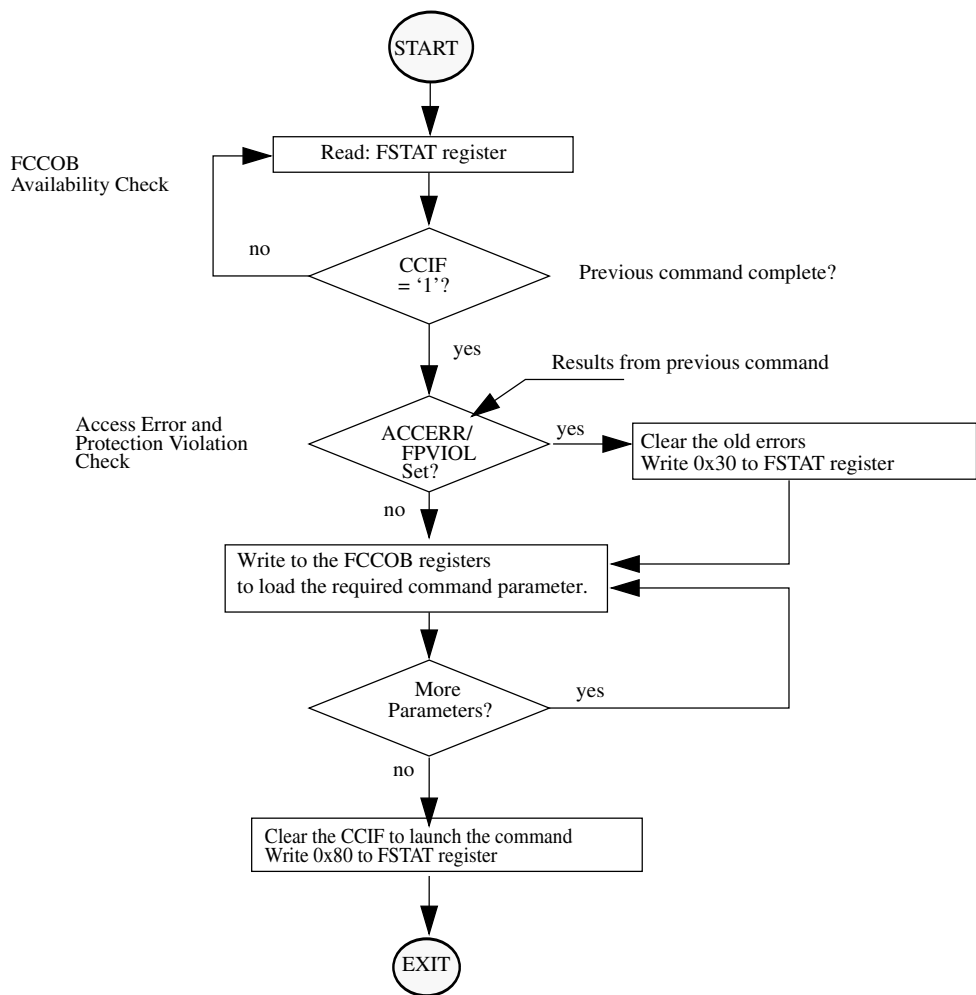 START
Read: FSTAT register
FCCOB
Availability Check
no
CCIF
= ‘1’?
Previous command complete?
yes
Results from previous command
Access Error and
Protection Violation
Check
ACCERR/
FPVIOL
Set?
yes
Clear the old errors
Write 0x30 to FSTAT register
no
Write to the FCCOB registers
to load the required command parameter.
More
Parameters?
yes
no
Clear the CCIF to launch the command
Write 0x80 to FSTAT register
EXIT